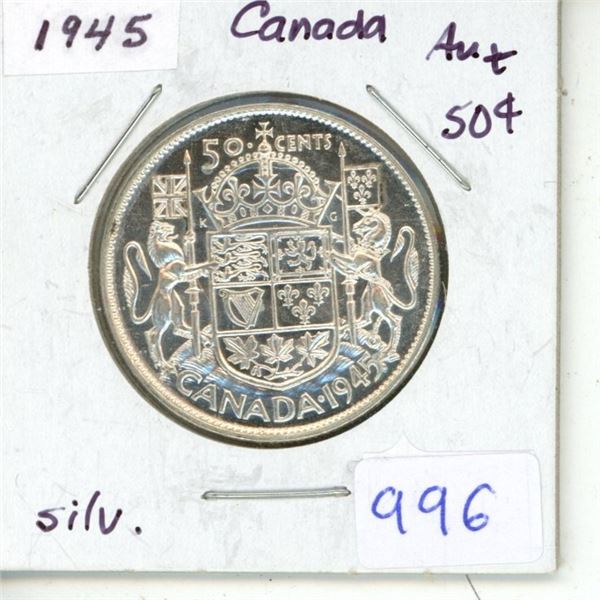 1945
Canada
Au.+
50¢
50·CENTS
K G
CANADA·1945
silv.
996